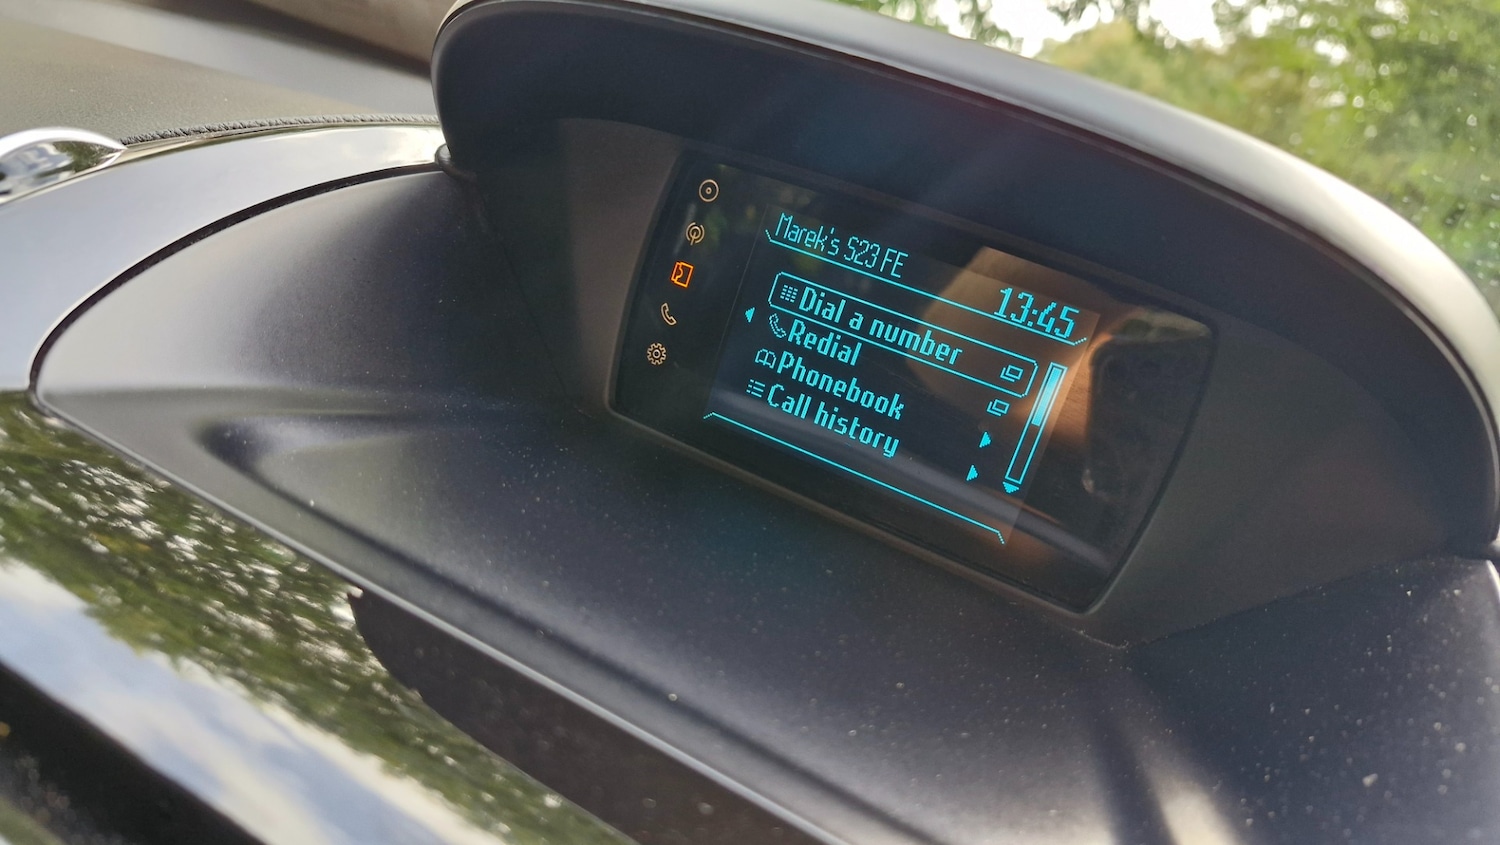 Marek's S23 FE
13:45
Dial a number
Redial
Phonebook
Call history